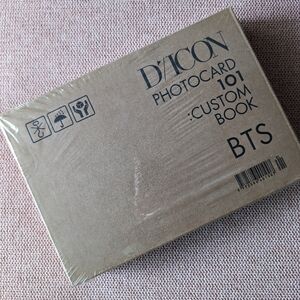 D/ICON
PHOTOCARD
101
:CUSTOM
BOOK
BTS